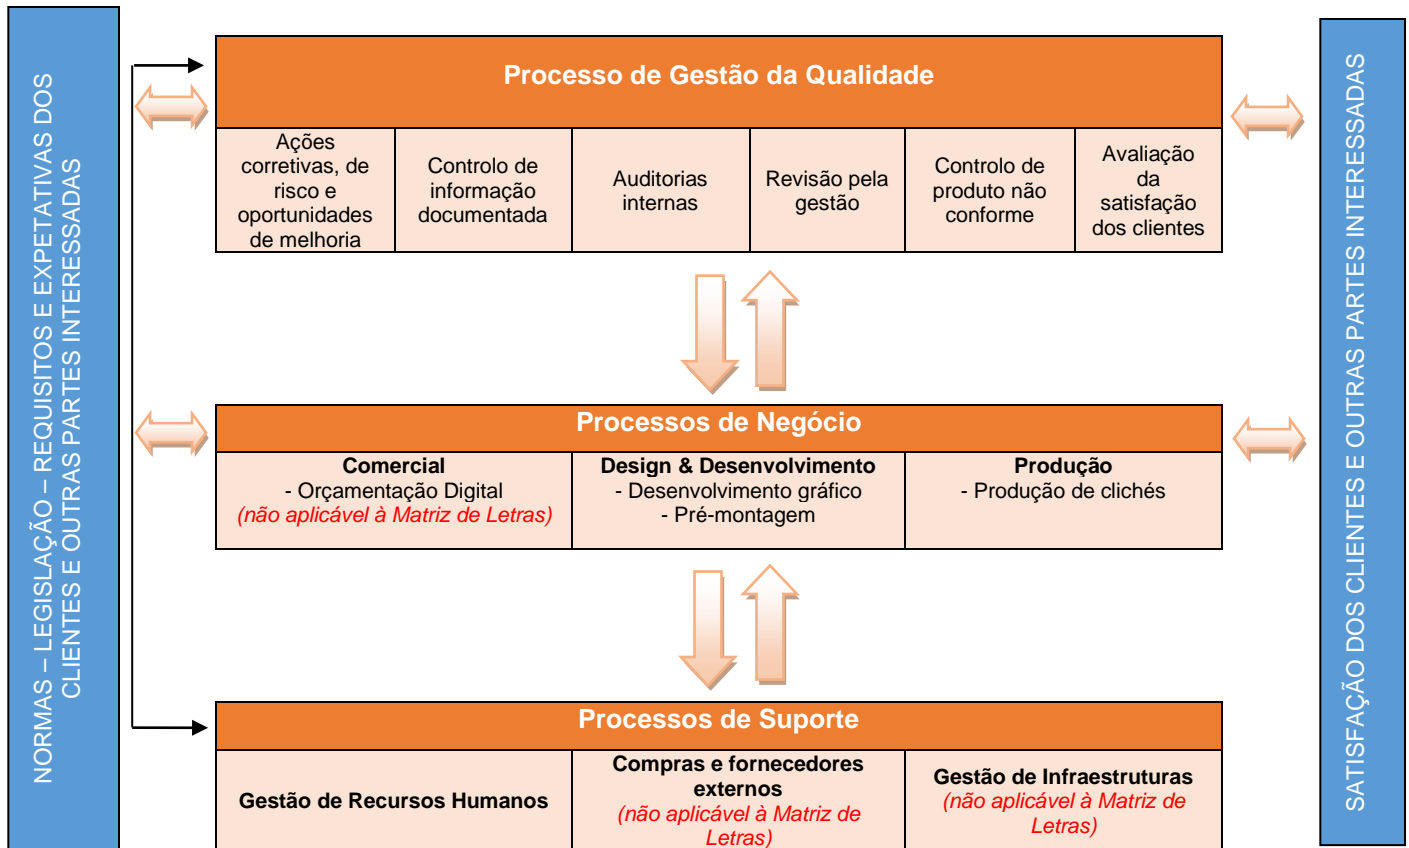 NORMAS – LEGISLAÇÃO – REQUISITOS E EXPETATIVAS DOS
CLIENTES E OUTRAS PARTES INTERESSADAS
Processo de Gestão da Qualidade
Ações
corretivas, de
risco e
oportunidades
de melhoria
Controlo de
informação
documentada
Auditorias
internas
Revisão pela
gestão
Controlo de
produto não
conforme
Avaliação
da
satisfação
dos clientes
Processos de Negócio
Comercial
- Orçamentação Digital
(não aplicável à Matriz de Letras)
Design & Desenvolvimento
- Desenvolvimento gráfico
- Pré-montagem
Produção
- Produção de clichés
Processos de Suporte
Gestão de Recursos Humanos
Compras e fornecedores
externos
(não aplicável à Matriz de
Letras)
Gestão de Infraestruturas
(não aplicável à Matriz de
Letras)
SATISFAÇÃO DOS CLIENTES E OUTRAS PARTES INTERESSADAS